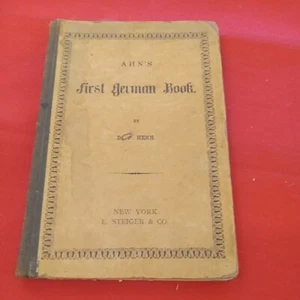 AHN'S
First German Book.
BY
HENN
NEW YORK
E. STEIGER & CO.